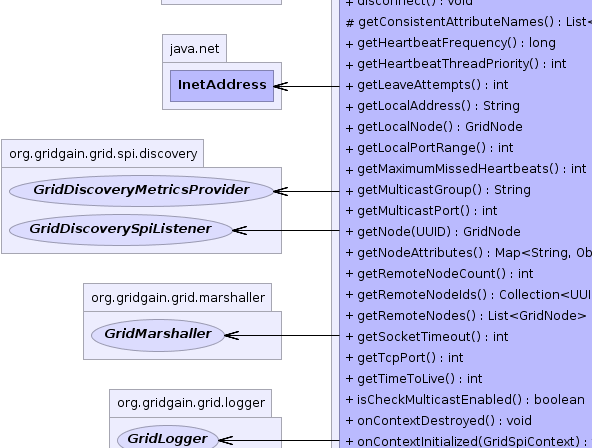 java.net
InetAddress
org.gridgain.grid.spi.discovery
GridDiscoveryMetricsProvider
GridDiscoverySpiListener
org.gridgain.grid.marshaller
GridMarshaller
org.gridgain.grid.logger
GridLogger
+ disconnect() : void
# getConsistentAttributeNames() : List<
+ getHeartbeatFrequency() : long
+ getHeartbeatThreadPriority() : int
+ getLeaveAttempts() : int
+ getLocalAddress() : String
+ getLocalNode() : GridNode
+ getLocalPortRange() : int
+ getMaximumMissedHeartbeats() : int
+ getMulticastGroup() : String
+ getMulticastPort() : int
+ getNode(UUID) : GridNode
+ getNodeAttributes() : Map<String, Ob
+ getRemoteNodeCount() : int
+ getRemoteNodeIds() : Collection<UUI
+ getRemoteNodes() : List<GridNode>
+ getSocketTimeout() : int
+ getTcpPort() : int
+ getTimeToLive() : int
+ isCheckMulticastEnabled() : boolean
+ onContextDestroyed() : void
+ onContextInitialized(GridSpiContext) :